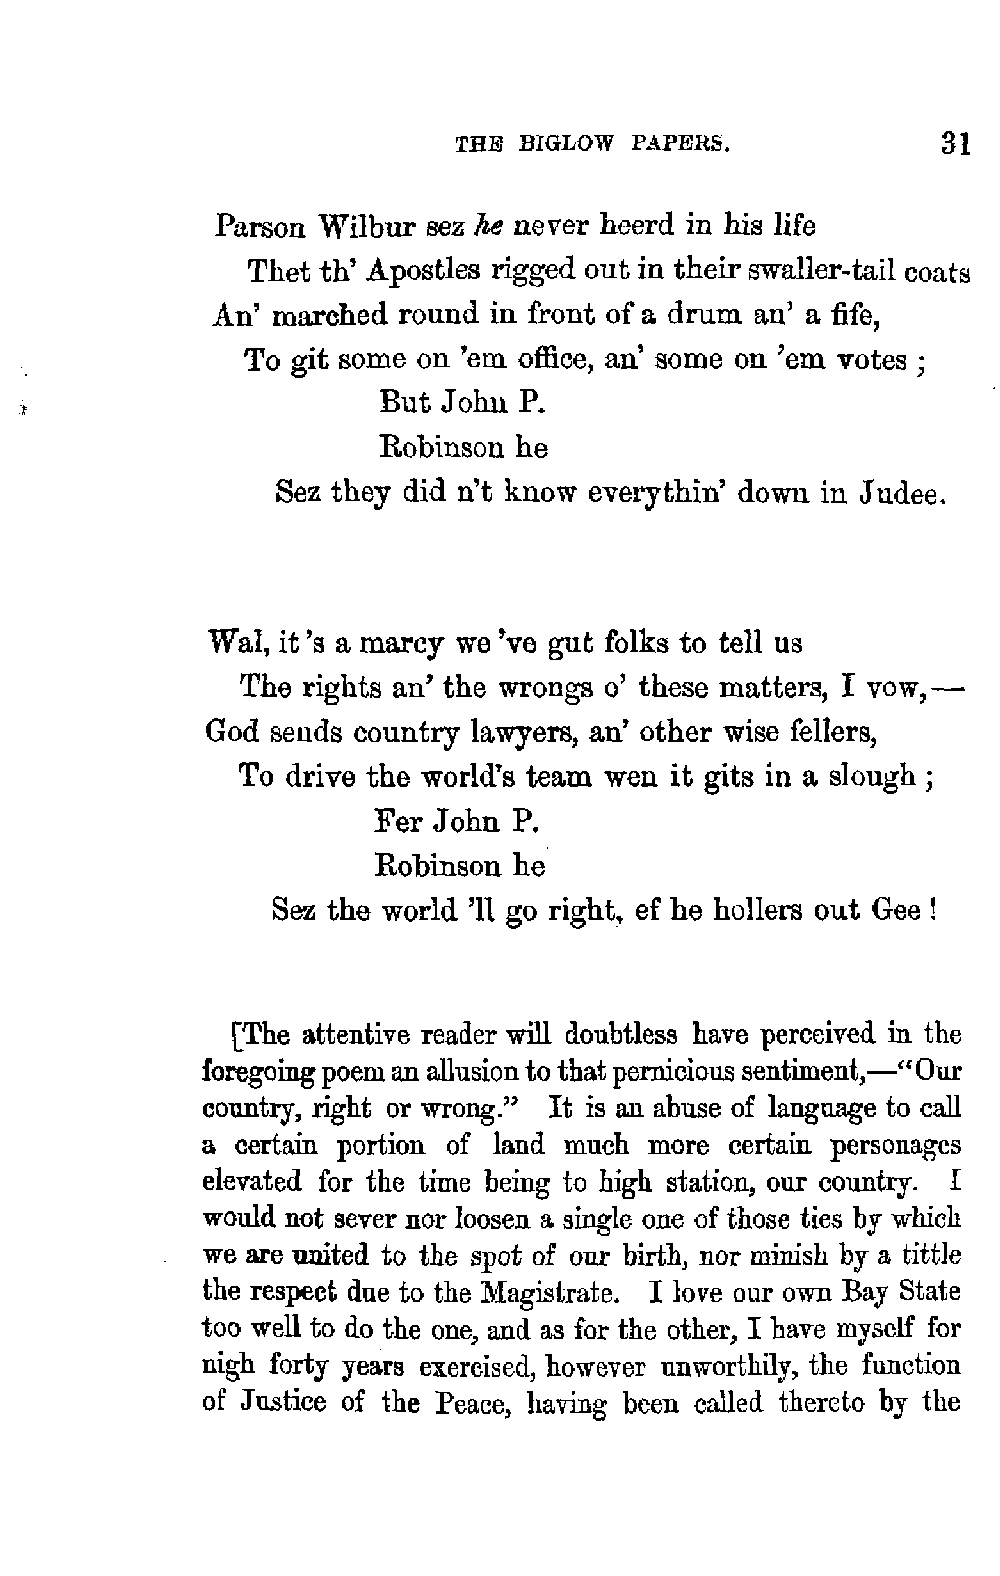 THE BIGLOW PAPERS. 31
Parson Wilbur sez he never heerd in his life
Thet th' Apostles rigged out in their swaller-tail coats
An' marched round in front of a drum an' a fife,
To git some on 'em office, an' some on 'em votes ;
But John P.
Robinson he
Sez they did n't know everythin' down in Judee.
Wal, it 's a marcy we 've gut folks to tell us
The rights an' the wrongs o' these matters, I vow,—
God sends country lawyers, an' other wise fellers,
To drive the world's team wen it gits in a slough ;
Fer John P.
Robinson he
Sez the world 'll go right, ef he hollers out Gee !
[The attentive reader will doubtless have perceived in the
foregoing poem an allusion to that pernicious sentiment,—“Our
country, right or wrong.” It is an abuse of language to call
a certain portion of land much more certain personages
elevated for the time being to high station, our country. I
would not sever nor loosen a single one of those ties by which
we are united to the spot of our birth, nor minish by a tittle
the respect due to the Magistrate. I love our own Bay State
too well to do the one, and as for the other, I have myself for
nigh forty years exercised, however unworthily, the function
of Justice of the Peace, having been called thereto by the